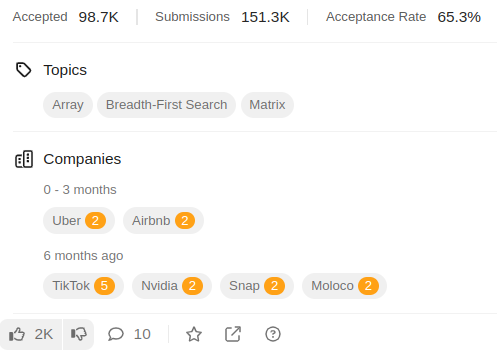 Accepted 98.7K Submissions 151.3K Acceptance Rate 65.3%
Topics
Array Breadth-First Search Matrix
Companies
0 - 3 months
Uber 2 Airbnb 2
6 months ago
TikTok 5 Nvidia 2 Snap 2 Moloco 2
2K 10